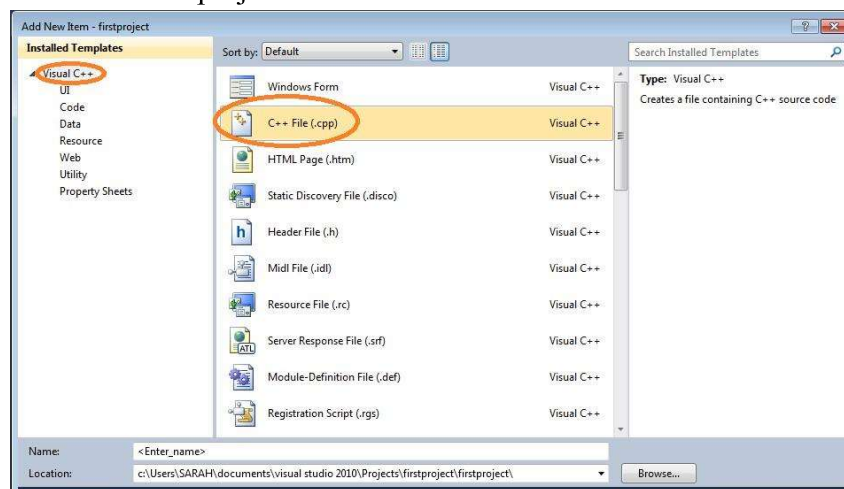 Add New Item - firstproject
Installed Templates
Sort by: Default
Search Installed Templates
Visual C++
UI
Code
Data
Resource
Web
Utility
Property Sheets
Windows Form Visual C++
C++ File (.cpp) Visual C++
HTML Page (.htm) Visual C++
Static Discovery File (.disco) Visual C++
h Header File (.h) Visual C++
Midl File (.idl) Visual C++
Resource File (.rc) Visual C++
ATL Server Response File (.srf) Visual C++
Module-Definition File (.def) Visual C++
Registration Script (.rgs) Visual C++
Type: Visual C++
Creates a file containing C++ source code
Name: <Enter_name>
Location: c:\Users\SARAH\documents\visual studio 2010\Projects\firstproject\firstproject\
Browse...